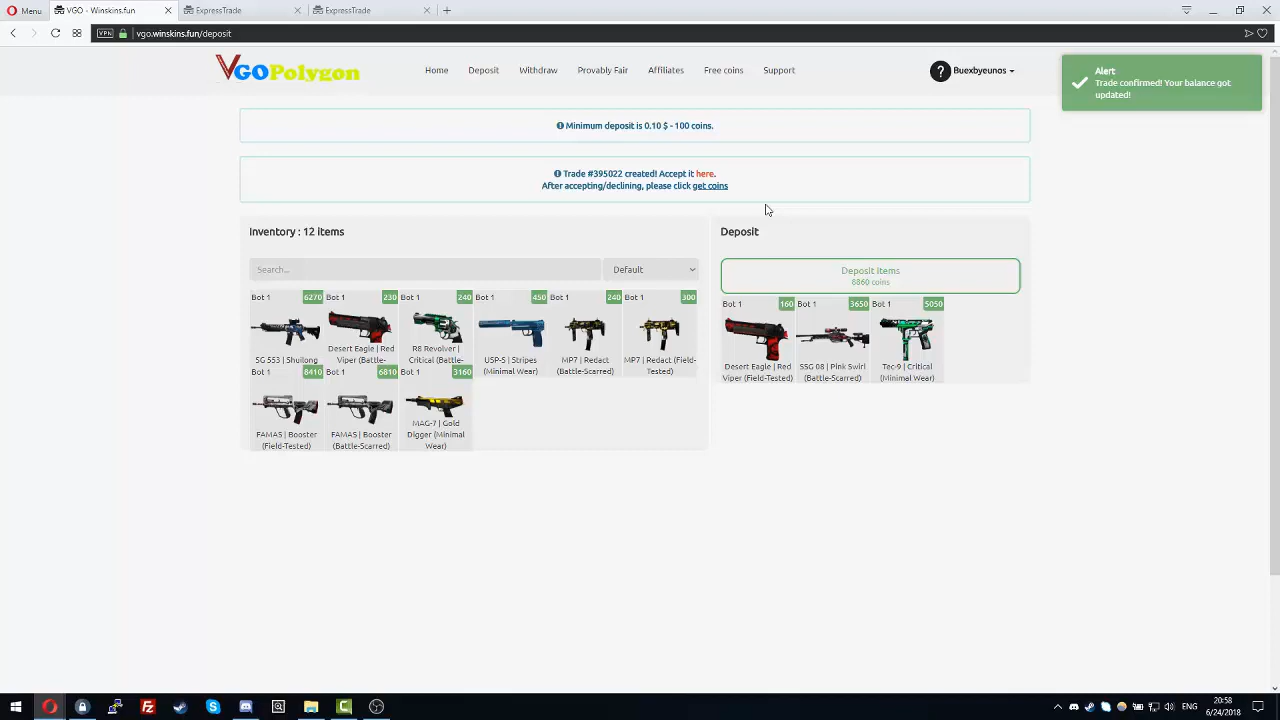 Menu
VGO - Winskins.fun
ExpressTrade
ExpressTrade
VPN
vgo.winskins.fun/deposit
VGOPolygon
Home
Deposit
Withdraw
Provably Fair
Affiliates
Free coins
Support
Buexbyeunos
Alert
Trade confirmed! Your balance got
updated!
Minimum deposit is 0.10 $ - 100 coins.
Trade #395022 created! Accept it here.
After accepting/declining, please click get coins
Inventory : 12 items
Search...
Default
Bot 1 6270
SG 553 | Shuilong
Bot 1 230
Desert Eagle | Red
Viper (Battle-
Bot 1 240
R8 Revolver |
Critical (Battle-
Bot 1 450
USP-S | Stripes
(Minimal Wear)
Bot 1 240
MP7 | Redact
(Battle-Scarred)
Bot 1 300
MP7 | Redact (Field-
Tested)
Bot 1 8410
FAMAS | Booster
(Field-Tested)
Bot 1 6810
FAMAS | Booster
(Battle-Scarred)
Bot 1 3160
MAG-7 | Gold
Digger (Minimal
Wear)
Deposit
Deposit items
8860 coins
Bot 1 160
Desert Eagle | Red
Viper (Field-Tested)
Bot 1 3650
SSG 08 | Pink Swirl
(Battle-Scarred)
Bot 1 5050
Tec-9 | Critical
(Minimal Wear)
ENG
20:58
6/24/2018